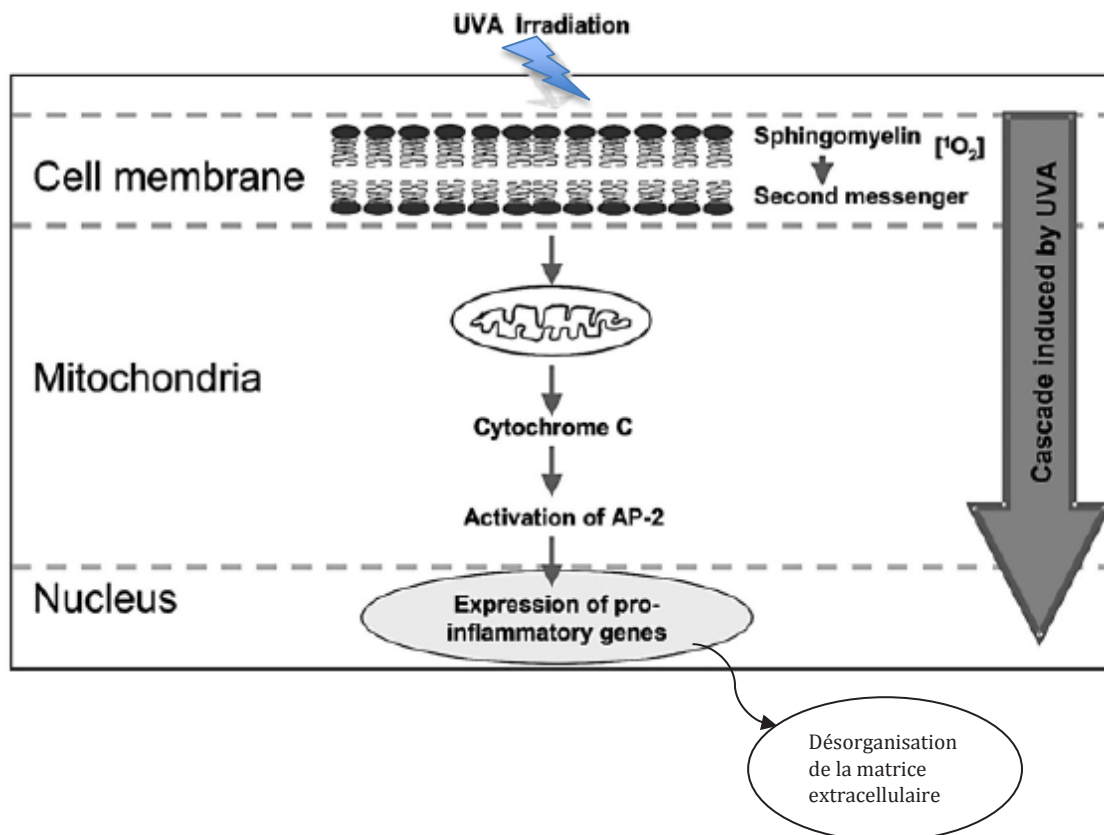 UVA Irradiation
Cell membrane
Sphingomyelin [¹O₂]
Second messenger
Mitochondria
Cytochrome C
Activation of AP-2
Nucleus
Expression of pro-
inflammatory genes
Cascade induced by UVA
Désorganisation
de la matrice
extracellulaire